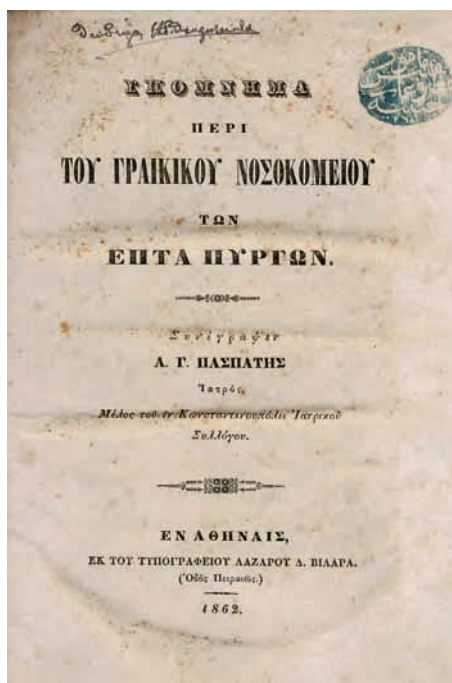 ΥΠΟΜΝΗΜΑ
ΠΕΡΙ
ΤΟΥ ΓΡΑΙΚΙΚΟΥ ΝΟΣΟΚΟΜΕΙΟΥ
ΤΩΝ
ΕΠΤΑ ΠΥΡΓΩΝ.
Συνέγραψεν
Α. Γ. ΠΑΣΠΑΤΗΣ
Ἰατρός,
Μέλος τοῦ ἐν Κωνσταντινουπόλει Ἰατρικοῦ
Συλλόγου.
ΕΝ ΑΘΗΝΑΙΣ,
ΕΚ ΤΟΥ ΤΥΠΟΓΡΑΦΕΙΟΥ ΛΑΖΑΡΟΥ Δ. ΒΙΛΑΡΑ.
(Ὁδὸς Πειραιῶς.)
1862.